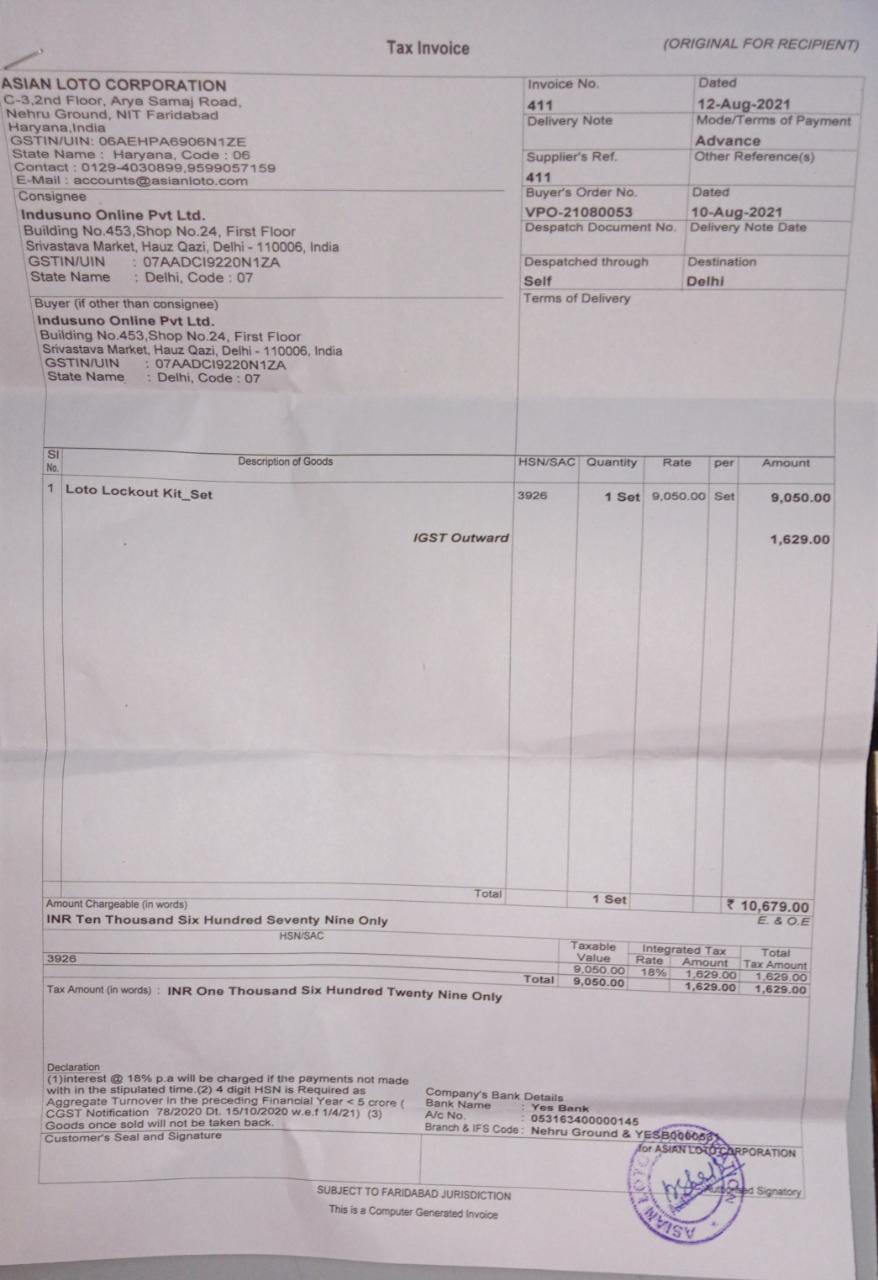 Tax Invoice
(ORIGINAL FOR RECIPIENT)
ASIAN LOTO CORPORATION
C-3,2nd Floor, Arya Samaj Road,
Nehru Ground, NIT Faridabad
Haryana,India
GSTIN/UIN: 06AEHPA6906N1ZE
State Name : Haryana, Code : 06
Contact : 0129-4030899,9599057159
E-Mail : accounts@asianloto.com
Invoice No.
411
Dated
12-Aug-2021
Delivery Note
Mode/Terms of Payment
Advance
Supplier's Ref.
411
Other Reference(s)
Buyer's Order No.
VPO-21080053
Dated
10-Aug-2021
Despatch Document No.
Delivery Note Date
Despatched through
Self
Destination
Delhi
Terms of Delivery
Consignee
Indusuno Online Pvt Ltd.
Building No.453,Shop No.24, First Floor
Srivastava Market, Hauz Qazi, Delhi - 110006, India
GSTIN/UIN : 07AADCI9220N1ZA
State Name : Delhi, Code : 07
Buyer (if other than consignee)
Indusuno Online Pvt Ltd.
Building No.453,Shop No.24, First Floor
Srivastava Market, Hauz Qazi, Delhi - 110006, India
GSTIN/UIN : 07AADCI9220N1ZA
State Name : Delhi, Code : 07
SI No. Description of Goods HSN/SAC Quantity Rate per Amount
1 Loto Lockout Kit_Set 3926 1 Set 9,050.00 Set 9,050.00
IGST Outward 1,629.00
Total 1 Set ₹ 10,679.00
Amount Chargeable (in words) E. & O.E
INR Ten Thousand Six Hundred Seventy Nine Only
HSN/SAC Taxable Value Integrated Tax Rate Amount Total Tax Amount
3926 9,050.00 18% 1,629.00 1,629.00
Total 9,050.00 1,629.00 1,629.00
Tax Amount (in words) : INR One Thousand Six Hundred Twenty Nine Only
Declaration
(1)interest @ 18% p.a will be charged if the payments not made
with in the stipulated time.(2) 4 digit HSN is Required as
Aggregate Turnover in the preceding Financial Year < 5 crore (
CGST Notification 78/2020 Dt. 15/10/2020 w.e.f 1/4/21) (3)
Goods once sold will not be taken back.
Company's Bank Details
Bank Name : Yes Bank
A/c No. : 053163400000145
Branch & IFS Code : Nehru Ground &
Customer's Seal and Signature
for ASIAN LOTO CORPORATION
Authorised Signatory
ASIAN LOTO
SUBJECT TO FARIDABAD JURISDICTION
This is a Computer Generated Invoice